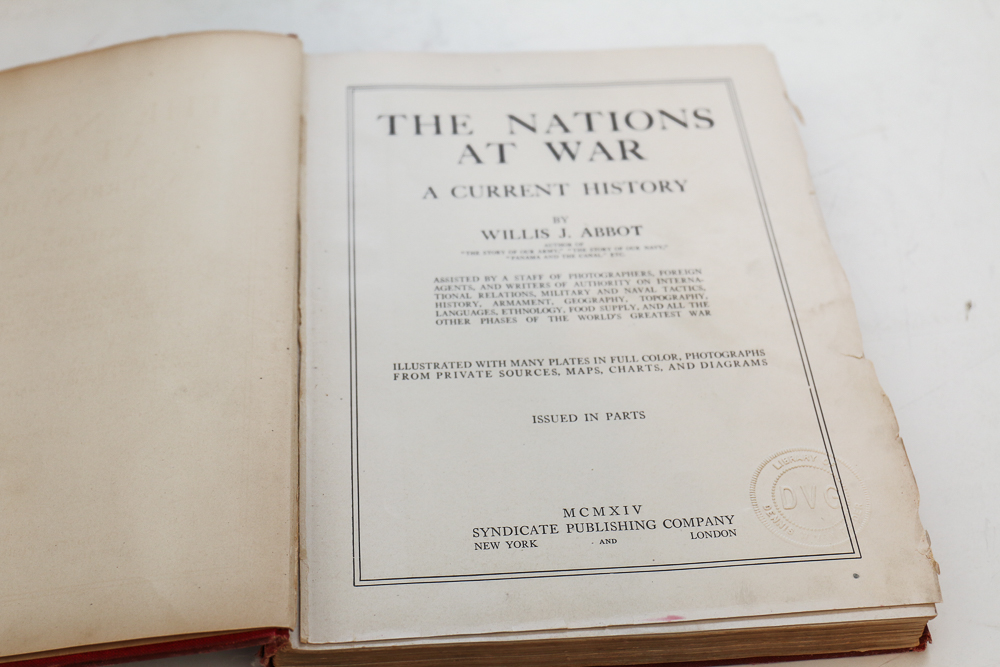 THE NATIONS
AT WAR
A CURRENT HISTORY
BY
WILLIS J. ABBOT
AUTHOR OF
"THE STORY OF OUR ARMY," "THE STORY OF OUR NAVY,"
"PANAMA AND THE CANAL," ETC.
ASSISTED BY A STAFF OF PHOTOGRAPHERS, FOREIGN
AGENTS, AND WRITERS OF AUTHORITY ON INTERNA-
TIONAL RELATIONS, MILITARY AND NAVAL TACTICS,
HISTORY, ARMAMENT, GEOGRAPHY, TOPOGRAPHY,
LANGUAGES, ETHNOLOGY, FOOD SUPPLY, AND ALL THE
OTHER PHASES OF THE WORLD'S GREATEST WAR
ILLUSTRATED WITH MANY PLATES IN FULL COLOR, PHOTOGRAPHS
FROM PRIVATE SOURCES, MAPS, CHARTS, AND DIAGRAMS
ISSUED IN PARTS
LIBRARY
DVG
MCMXIV
SYNDICATE PUBLISHING COMPANY
NEW YORK AND LONDON